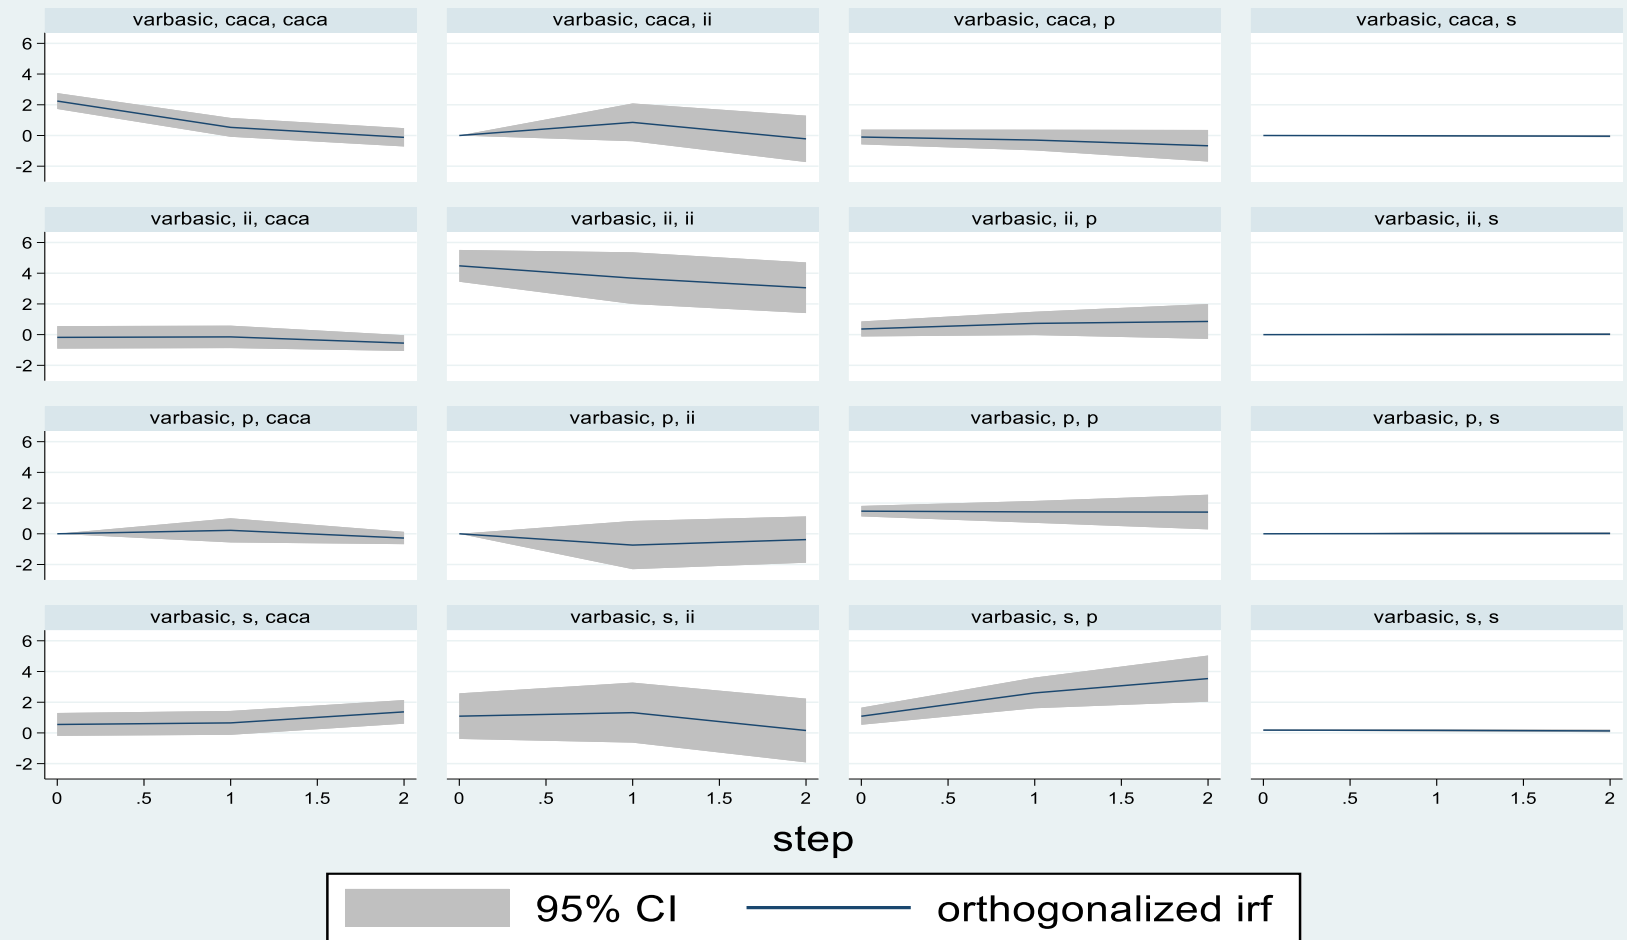 varbasic, caca, caca
varbasic, caca, ii
varbasic, caca, p
varbasic, caca, s
6
4
2
0
-2
varbasic, ii, caca
varbasic, ii, ii
varbasic, ii, p
varbasic, ii, s
6
4
2
0
-2
varbasic, p, caca
varbasic, p, ii
varbasic, p, p
varbasic, p, s
6
4
2
0
-2
varbasic, s, caca
varbasic, s, ii
varbasic, s, p
varbasic, s, s
6
4
2
0
-2
0 .5 1 1.5 2
0 .5 1 1.5 2
0 .5 1 1.5 2
0 .5 1 1.5 2
step
95% CI
orthogonalized irf